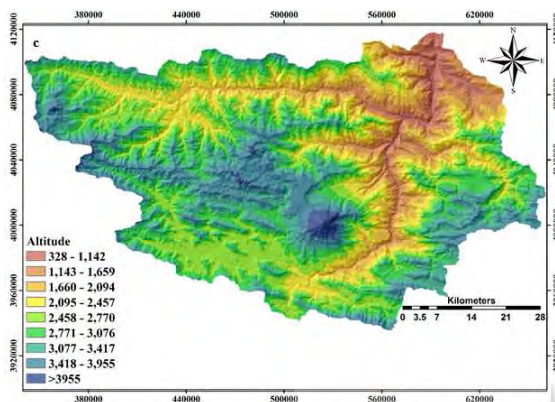 380000 440000 500000 560000 620000
c
N
W E
S
4120000
4080000
4040000
4000000
3960000
3920000
Altitude
328 - 1,142
1,143 - 1,659
1,660 - 2,094
2,095 - 2,457
2,458 - 2,770
2,771 - 3,076
3,077 - 3,417
3,418 - 3,955
>3955
Kilometers
0 3.5 7 14 21 28
380000 440000 500000 560000 620000